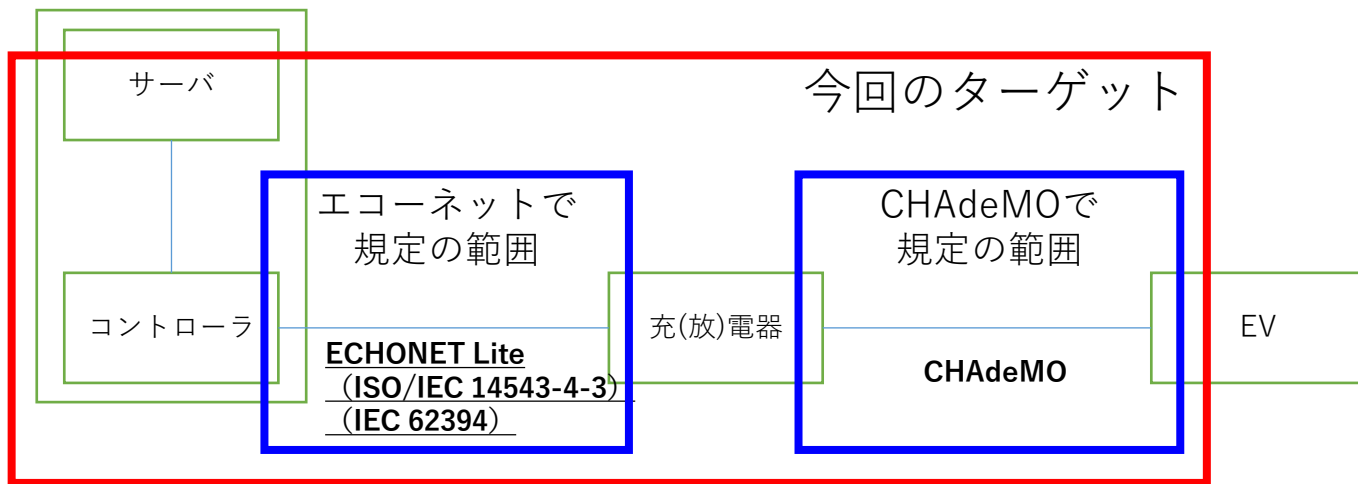 サーバ
今回のターゲット
エコーネットで
規定の範囲
CHAdeMOで
規定の範囲
コントローラ
充(放)電器
EV
ECHONET Lite
（ISO/IEC 14543-4-3）
（IEC 62394）
CHAdeMO